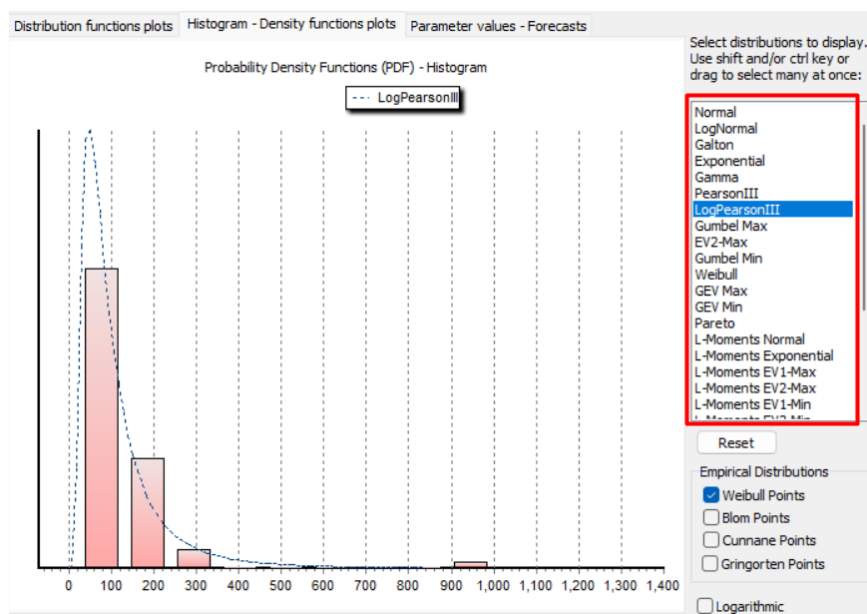 Distribution functions plots
Histogram - Density functions plots
Parameter values - Forecasts
Probability Density Functions (PDF) - Histogram
LogPearsonIII
0 100 200 300 400 500 600 700 800 900 1,000 1,100 1,200 1,300 1,400
Select distributions to display.
Use shift and/or ctrl key or
drag to select many at once:
Normal
LogNormal
Galton
Exponential
Gamma
PearsonIII
LogPearsonIII
Gumbel Max
EV2-Max
Gumbel Min
Weibull
GEV Max
GEV Min
Pareto
L-Moments Normal
L-Moments Exponential
L-Moments EV1-Max
L-Moments EV2-Max
L-Moments EV1-Min
L-Moments EV2-Min
Reset
Empirical Distributions
Weibull Points
Blom Points
Cunnane Points
Gringorten Points
Logarithmic